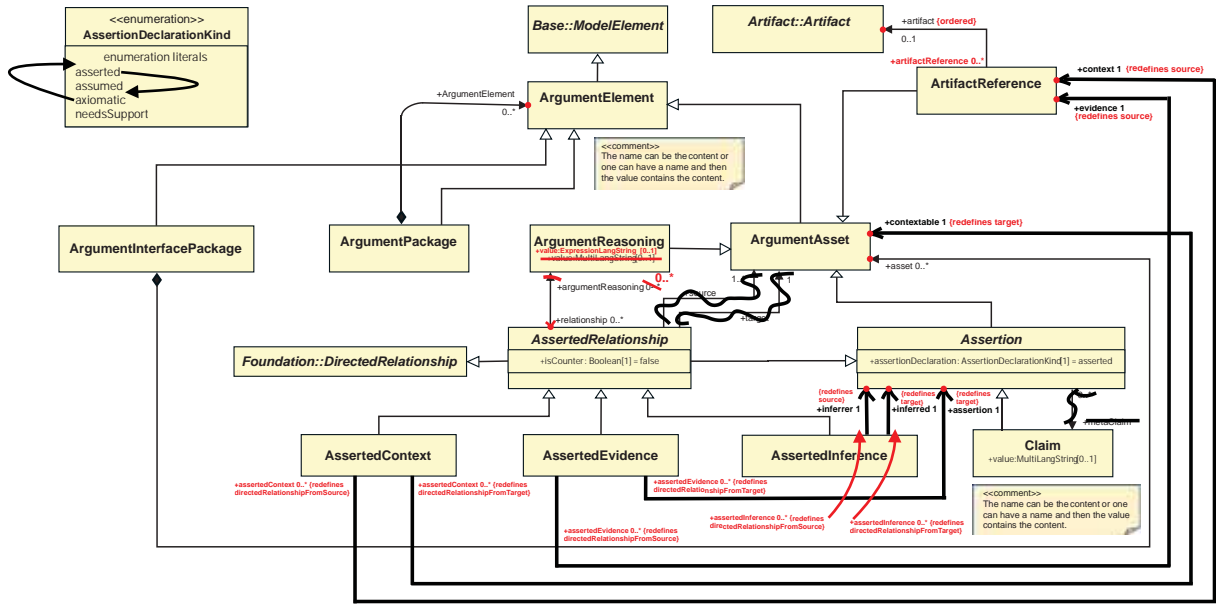 <<enumeration>>
AssertionDeclarationKind
enumeration literals
asserted
assumed
axiomatic
needsSupport
Base::ModelElement
Artifact::Artifact
+artifact {ordered}
0..1
+artifactReference 0..*
ArtifactReference
+context 1 {redefines source}
+evidence 1
{redefines source}
+ArgumentElement
0..*
ArgumentElement
<<comment>>
The name can be the content or
one can have a name and then
the value contains the content.
ArgumentInterfacePackage
ArgumentPackage
ArgumentReasoning
+value:ExpressionLangString [0..1]
+value:MultiLangString[0..1]
ArgumentAsset
+contextable 1 {redefines target}
+asset 0..*
0..*
+argumentReasoning 0..*
1..
+source
1
+target
+relationship 0..*
AssertedRelationship
+isCounter: Boolean[1] = false
Foundation::DirectedRelationship
Assertion
+assertionDeclaration: AssertionDeclarationKind[1] = asserted
{redefines
source}
+inferrer 1
{redefines
target}
+inferred 1
{redefines
target}
+assertion 1
0..*
+metaClaim
AssertedContext
AssertedEvidence
AssertedInference
Claim
+value:MultiLangString[0..1]
+assertedContext 0..* {redefines
directedRelationshipFromSource}
+assertedContext 0..* {redefines
directedRelationshipFromTarget}
+assertedEvidence 0..* {redefines
directedRelationshipFromTarget}
+assertedEvidence 0..* {redefines
directedRelationshipFromSource}
+assertedInference 0..* {redefines
directedRelationshipFromSource}
+assertedInference 0..* {redefines
directedRelationshipFromTarget}
<<comment>>
The name can be the content or one
can have a name and then the value
contains the content.